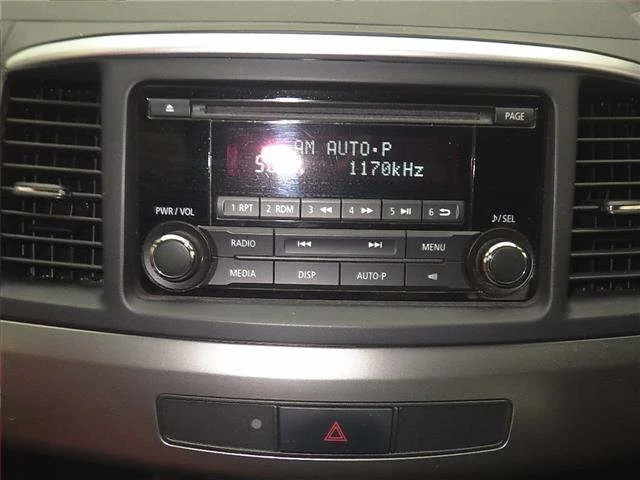 PAGE
AM AUTO•P
1170kHz
1 RPT 2 RDM 3 4 5 6
PWR / VOL
♪/SEL
RADIO MENU
MEDIA DISP AUTO-P